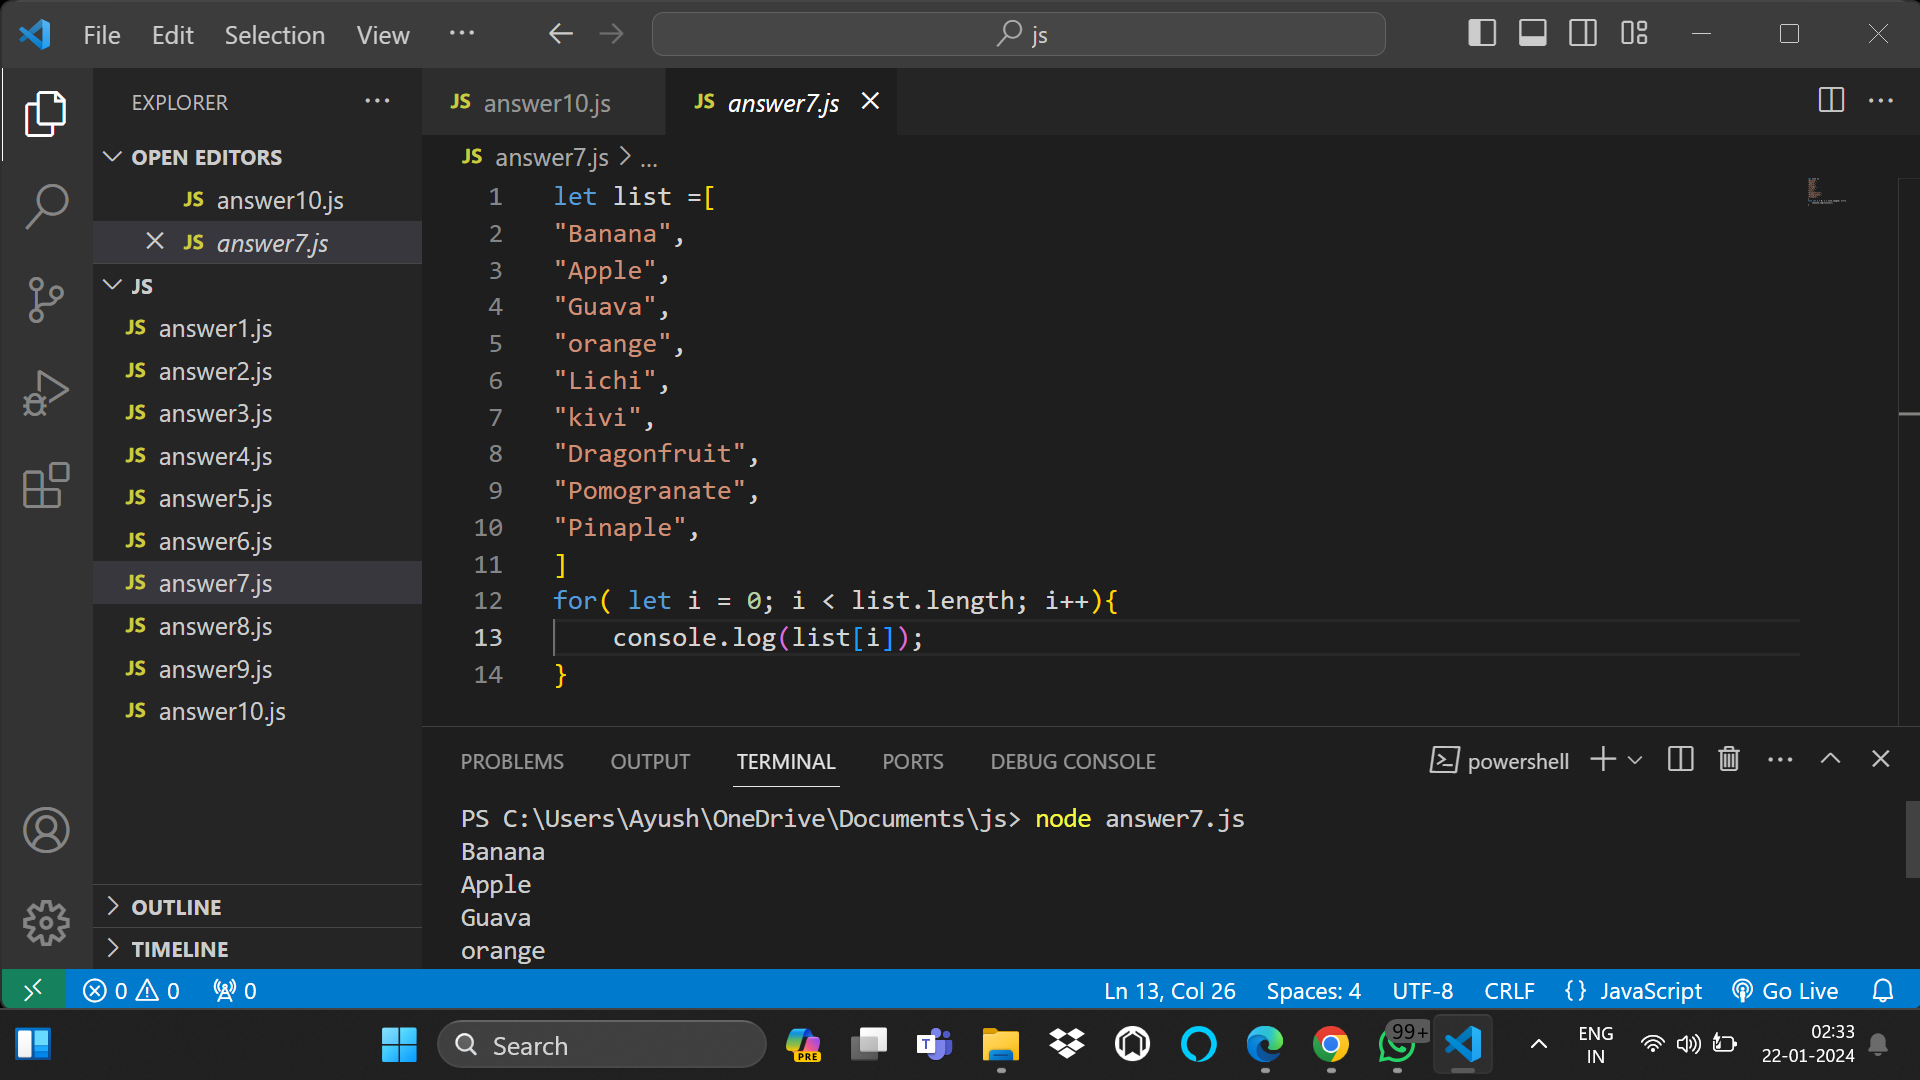 File Edit Selection View ... js
EXPLORER ...
OPEN EDITORS
JS answer10.js
JS answer7.js
JS
JS answer1.js
JS answer2.js
JS answer3.js
JS answer4.js
JS answer5.js
JS answer6.js
JS answer7.js
JS answer8.js
JS answer9.js
JS answer10.js
OUTLINE
TIMELINE
JS answer10.js JS answer7.js
JS answer7.js > ...
1 let list =[
2 "Banana",
3 "Apple",
4 "Guava",
5 "orange",
6 "Lichi",
7 "kivi",
8 "Dragonfruit",
9 "Pomogranate",
10 "Pinaple",
11 ]
12 for( let i = 0; i < list.length; i++){
13 console.log(list[i]);
14 }
PROBLEMS OUTPUT TERMINAL PORTS DEBUG CONSOLE powershell
PS C:\Users\Ayush\OneDrive\Documents\js> node answer7.js
Banana
Apple
Guava
orange
0 0 0 Ln 13, Col 26 Spaces: 4 UTF-8 CRLF {} JavaScript Go Live
Search PRE T 99+ ENG
IN
02:33
22-01-2024